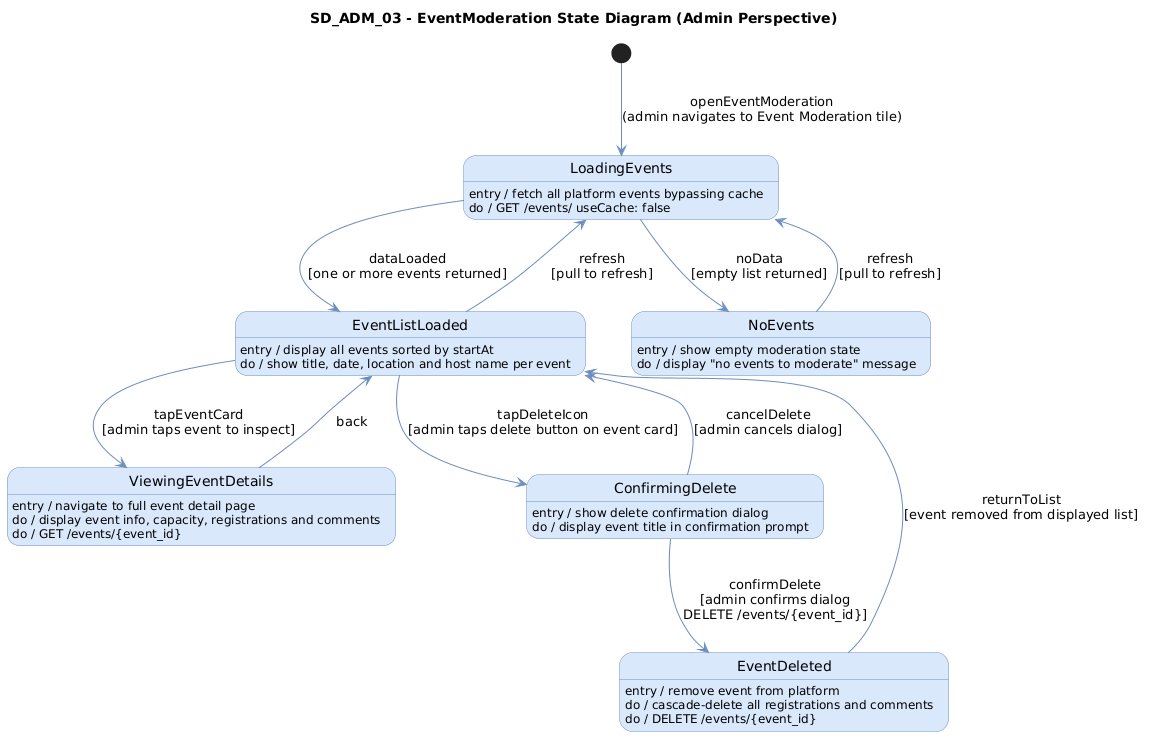 SD_ADM_03 - EventModeration State Diagram (Admin Perspective)
openEventModeration
(admin navigates to Event Moderation tile)
LoadingEvents
entry / fetch all platform events bypassing cache
do / GET /events/ useCache: false
dataLoaded
[one or more events returned]
refresh
[pull to refresh]
noData
[empty list returned]
refresh
[pull to refresh]
EventListLoaded
entry / display all events sorted by startAt
do / show title, date, location and host name per event
NoEvents
entry / show empty moderation state
do / display "no events to moderate" message
tapEventCard
[admin taps event to inspect]
back
tapDeleteIcon
[admin taps delete button on event card]
cancelDelete
[admin cancels dialog]
ViewingEventDetails
entry / navigate to full event detail page
do / display event info, capacity, registrations and comments
do / GET /events/{event_id}
ConfirmingDelete
entry / show delete confirmation dialog
do / display event title in confirmation prompt
returnToList
[event removed from displayed list]
confirmDelete
[admin confirms dialog
DELETE /events/{event_id}]
EventDeleted
entry / remove event from platform
do / cascade-delete all registrations and comments
do / DELETE /events/{event_id}